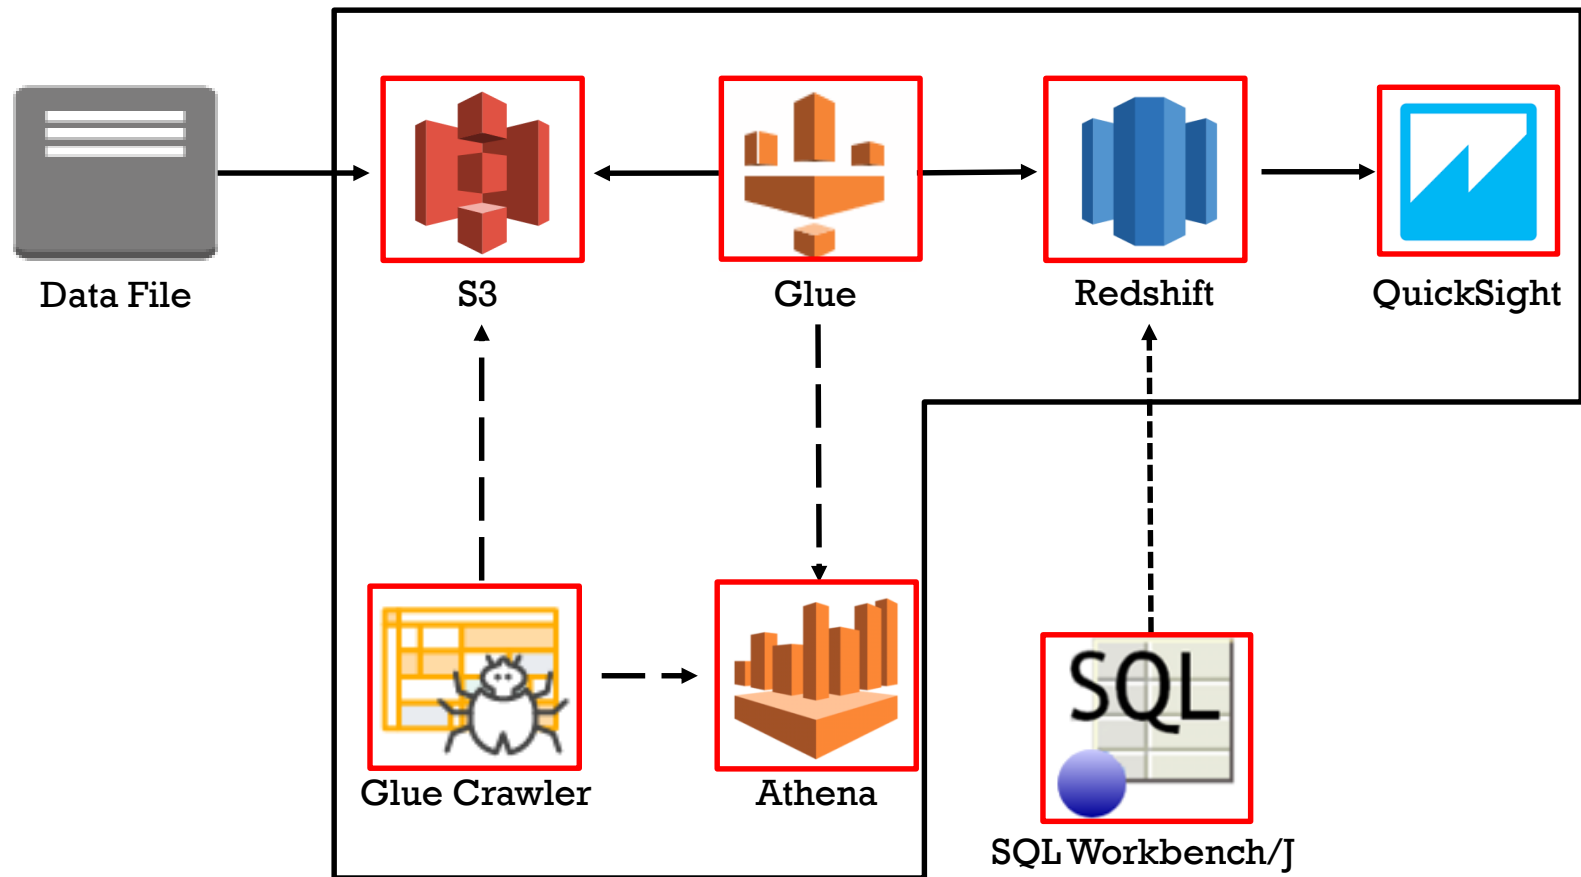 Data File
S3
Glue
Redshift
QuickSight
Glue Crawler
Athena
SQL
SQL Workbench/J